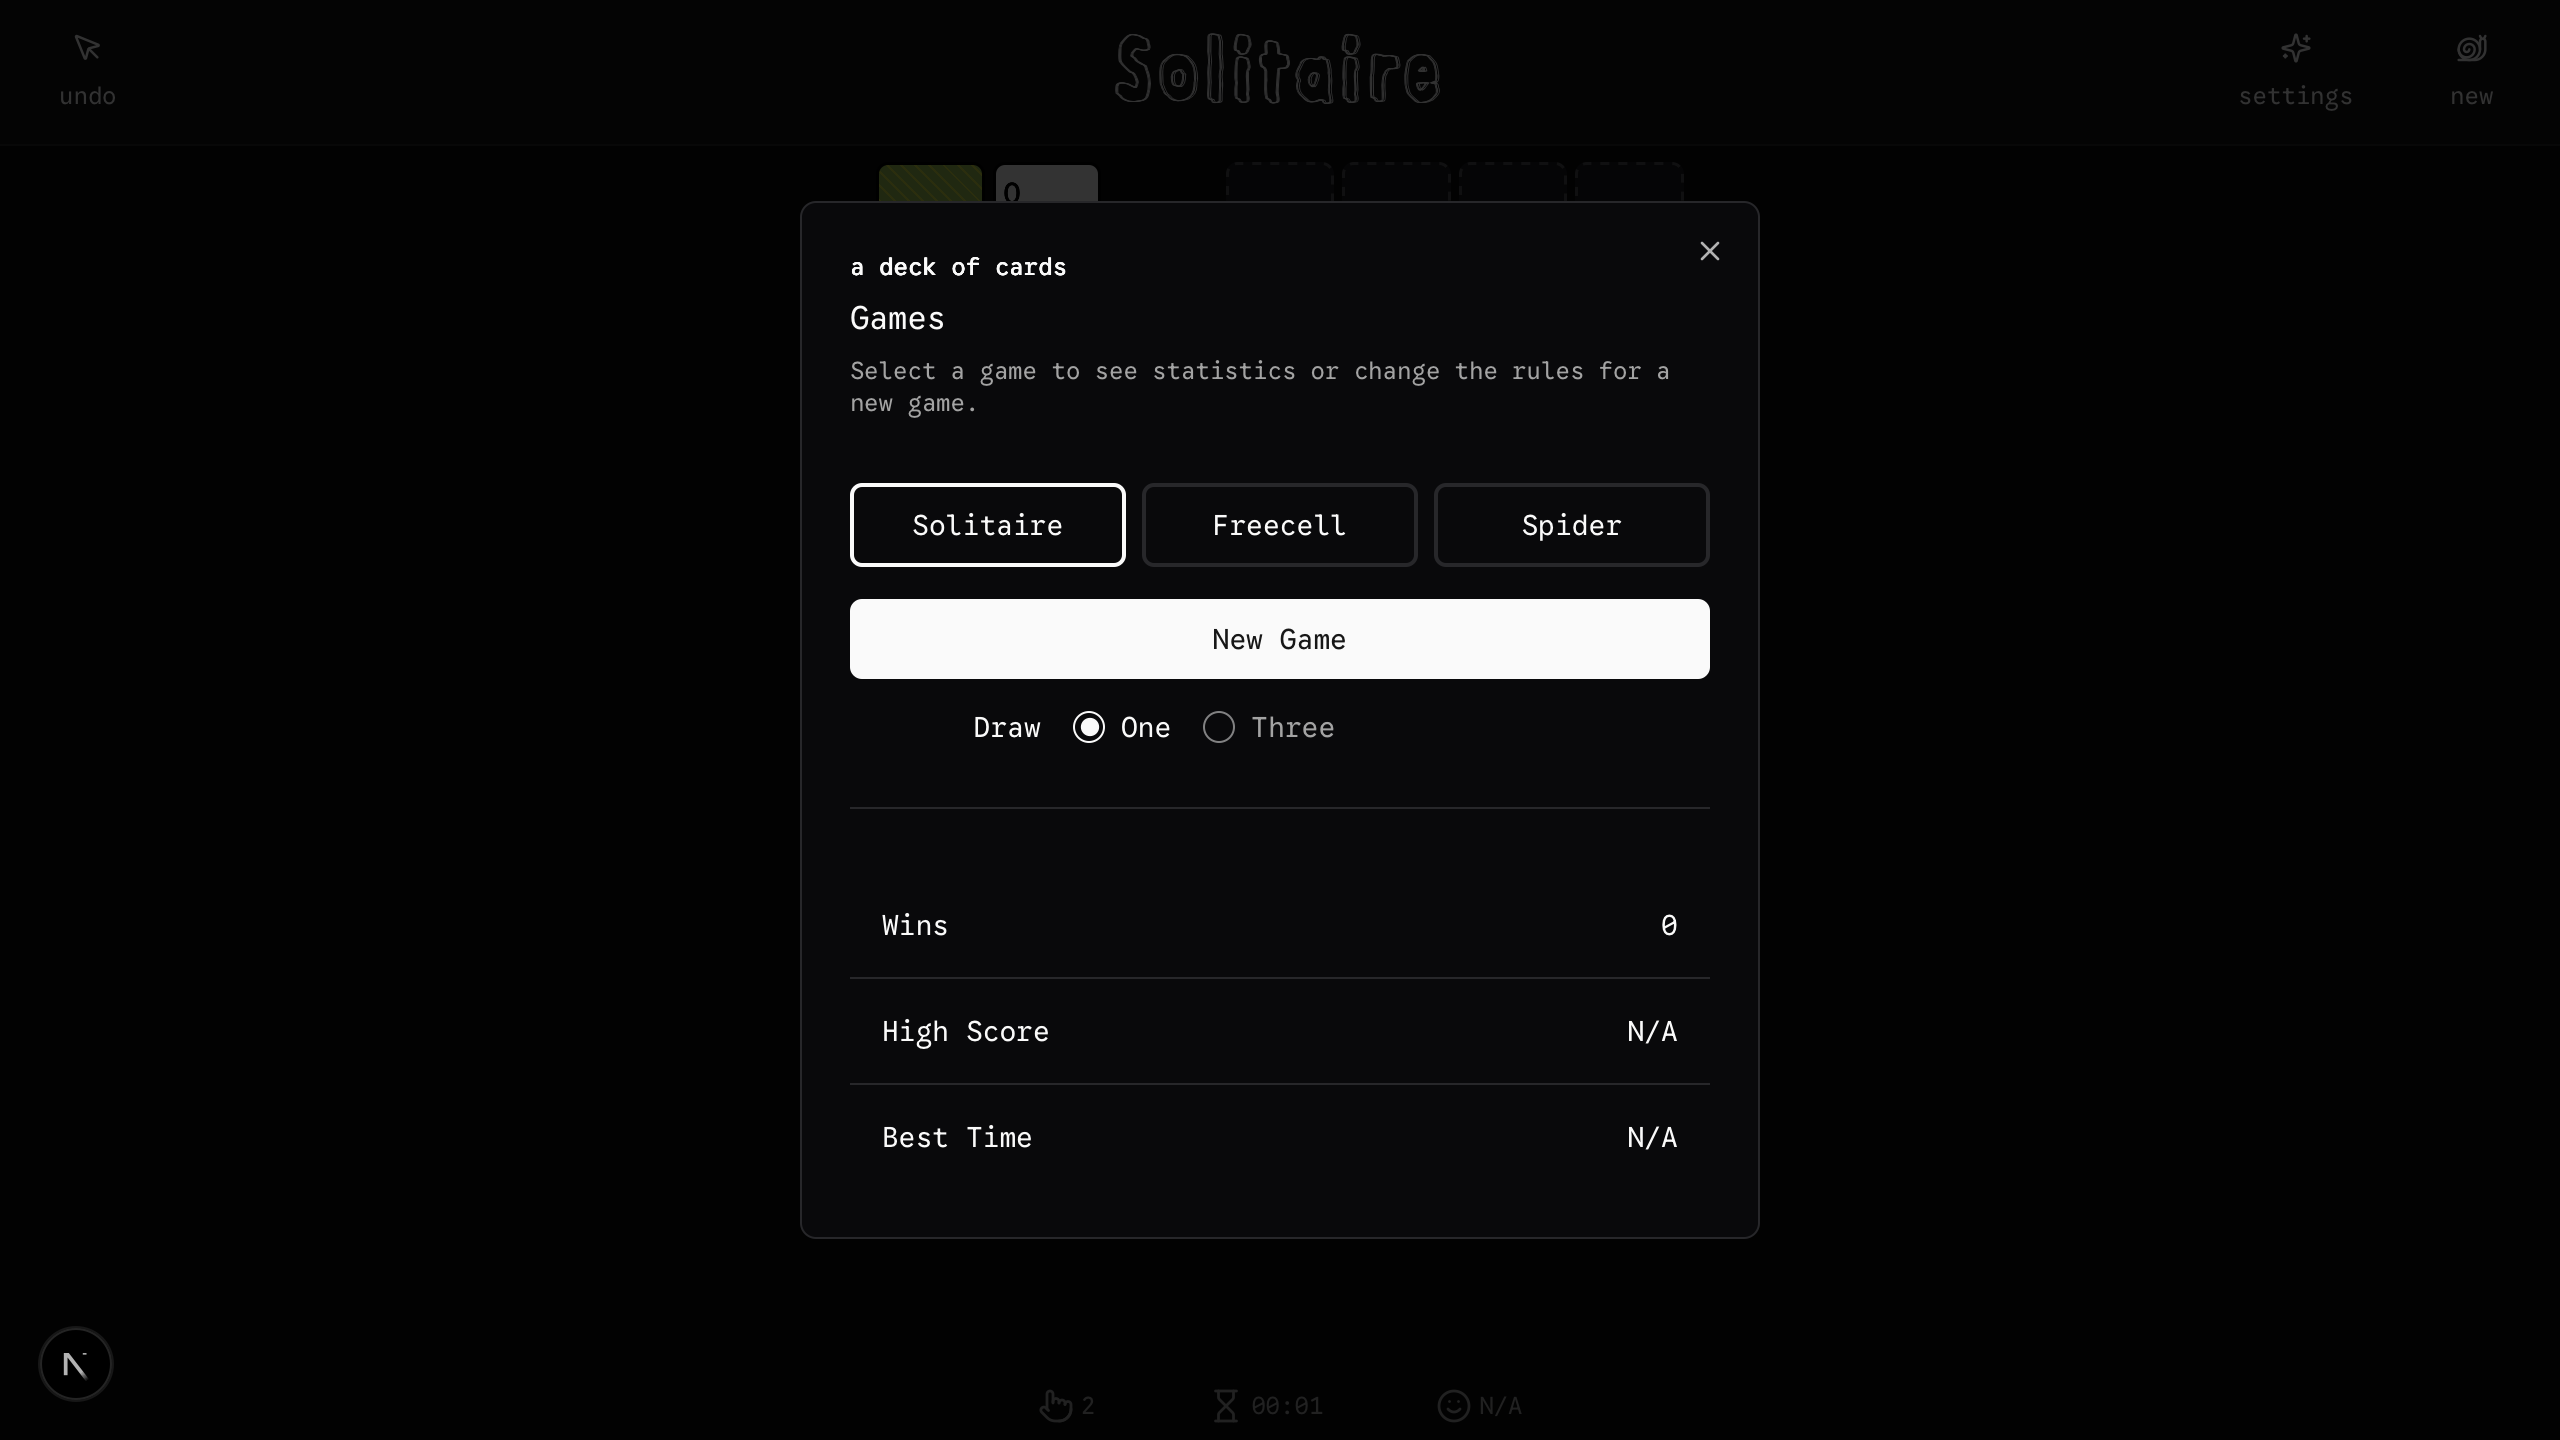 undo
Solitaire
settings
new
a deck of cards
Games
Select a game to see statistics or change the rules for a
new game.
Solitaire
Freecell
Spider
New Game
Draw
One
Three
Wins
0
High Score
N/A
Best Time
N/A
N
2
00:01
N/A